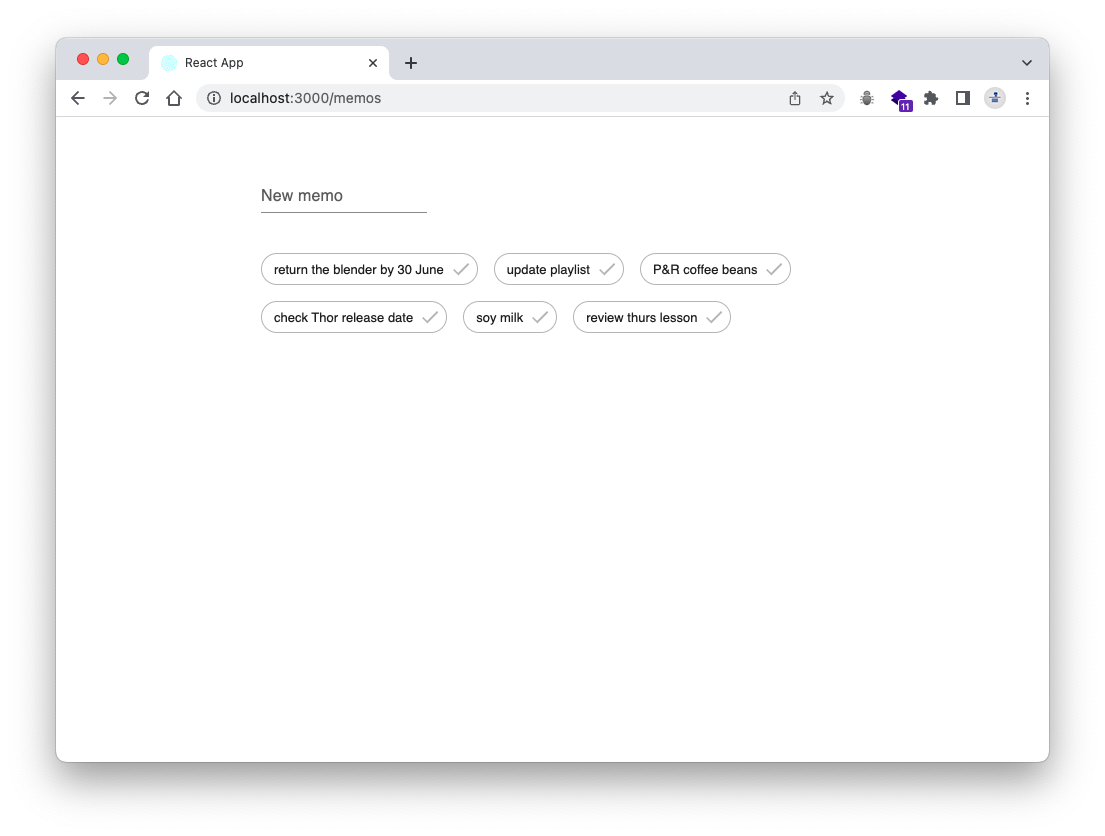 React App
localhost:3000/memos
11
New memo
return the blender by 30 June update playlist P&R coffee beans
check Thor release date soy milk review thurs lesson